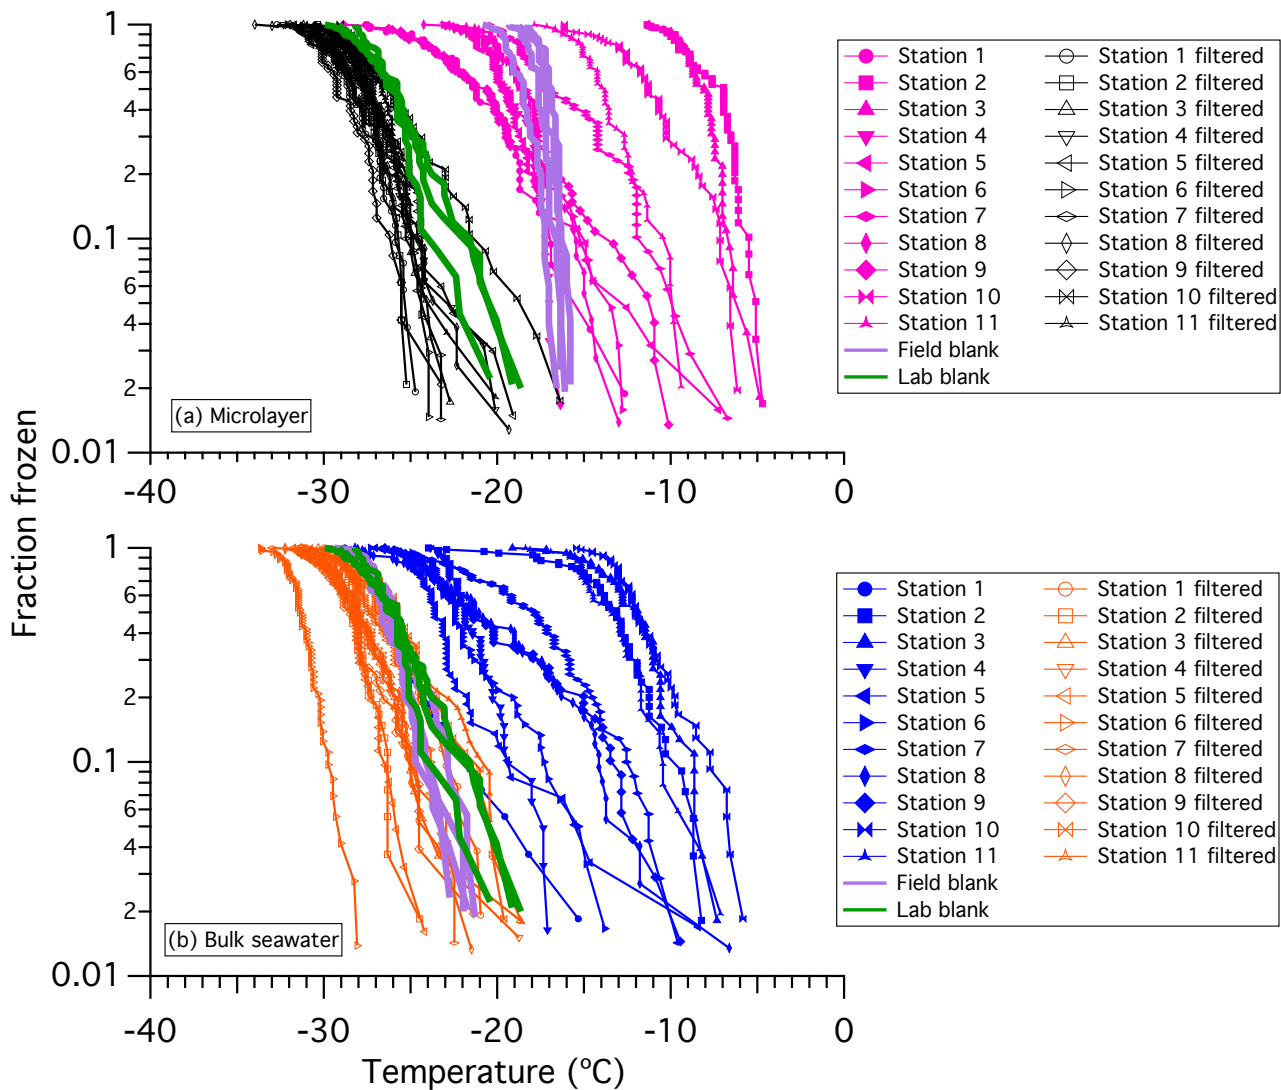 1
6
4
2
0.1
6
4
2
0.01
(a) Microlayer
-40
-30
-20
-10
0
Station 1
Station 2
Station 3
Station 4
Station 5
Station 6
Station 7
Station 8
Station 9
Station 10
Station 11
Field blank
Lab blank
Station 1 filtered
Station 2 filtered
Station 3 filtered
Station 4 filtered
Station 5 filtered
Station 6 filtered
Station 7 filtered
Station 8 filtered
Station 9 filtered
Station 10 filtered
Station 11 filtered
Fraction frozen
1
6
4
2
0.1
6
4
2
0.01
(b) Bulk seawater
-40
-30
-20
-10
0
Temperature (ºC)
Station 1
Station 2
Station 3
Station 4
Station 5
Station 6
Station 7
Station 8
Station 9
Station 10
Station 11
Field blank
Lab blank
Station 1 filtered
Station 2 filtered
Station 3 filtered
Station 4 filtered
Station 5 filtered
Station 6 filtered
Station 7 filtered
Station 8 filtered
Station 9 filtered
Station 10 filtered
Station 11 filtered